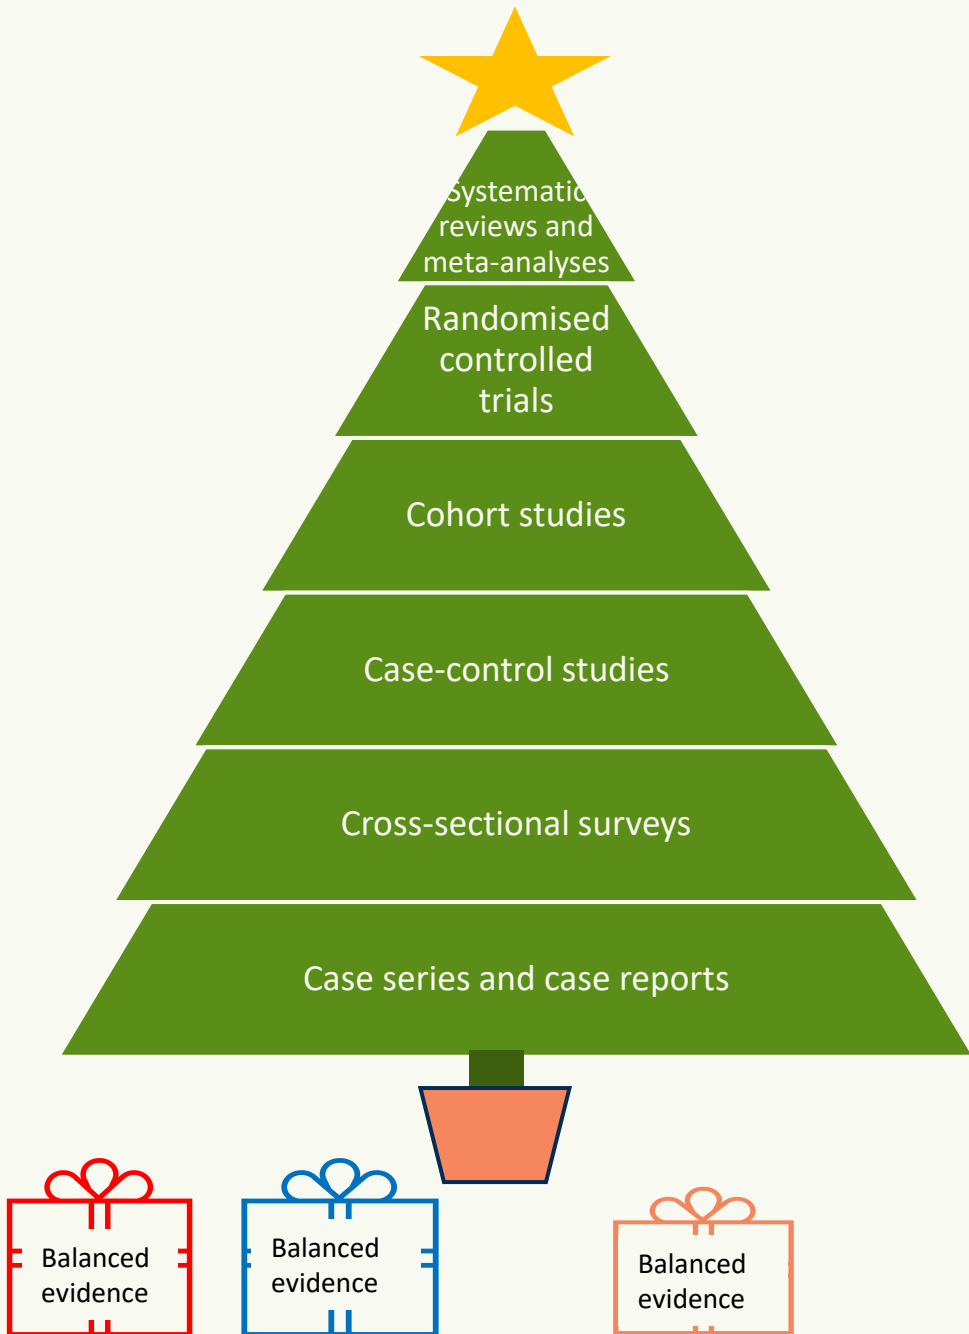 Systematic
reviews and
meta-analyses
Randomised
controlled
trials
Cohort studies
Case-control studies
Cross-sectional surveys
Case series and case reports
Balanced
evidence
Balanced
evidence
Balanced
evidence